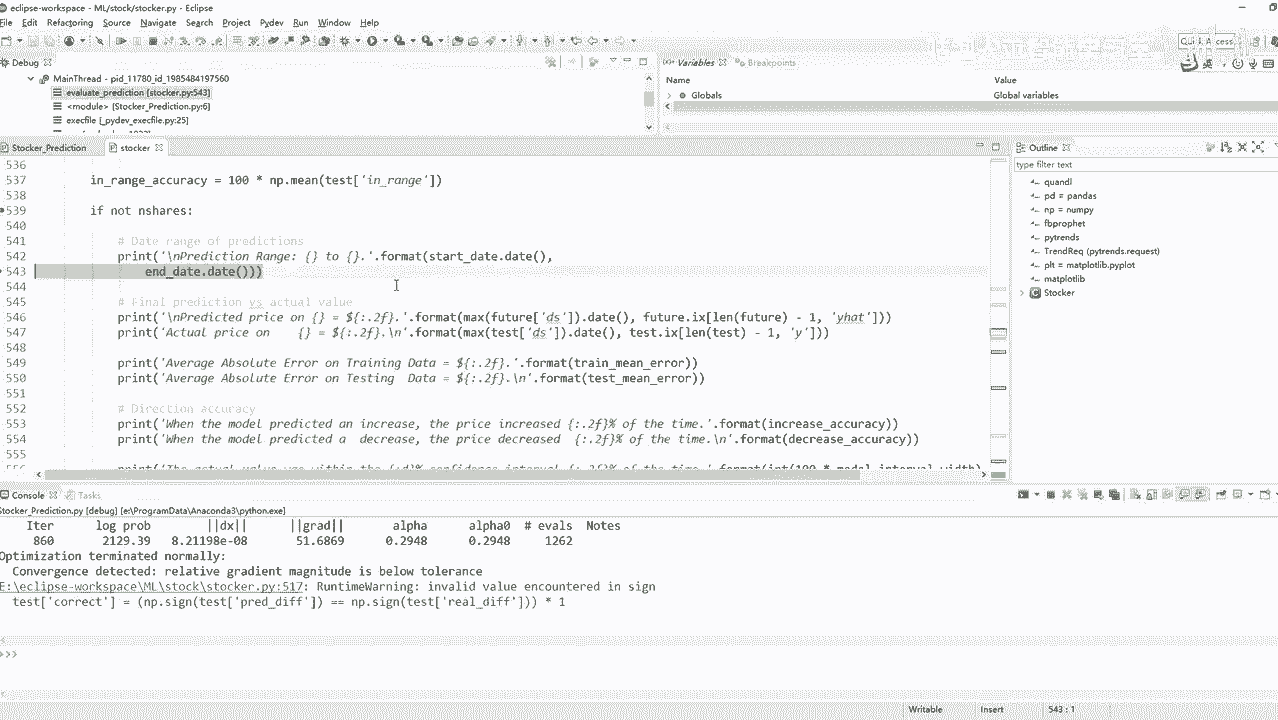 eclipse-workspace - ML/stock/stocker.py - Eclipse
File Edit Refactoring Source Navigate Search Project Pydev Run Window Help
Debug
MainThread - pid_11780_id_1985484197560
evaluate_prediction [stocker.py:543]
<module> [Stocker_Prediction.py:6]
execfile [_pydev_execfile.py:25]
Variables Breakpoints
Name Value
Globals Global variables
Stocker_Prediction stocker
536
537 in_range_accuracy = 100 * np.mean(test['in_range'])
538
539 if not nshares:
540
541 # Date range of predictions
542 print('\nPrediction Range: {} to {}.'.format(start_date.date(),
543 end_date.date()))
544
545 # Final prediction vs actual value
546 print('\nPredicted price on {} = ${:.2f}.'.format(max(future['ds']).date(), future.ix[len(future) - 1, 'yhat']))
547 print('Actual price on {} = ${:.2f}.\n'.format(max(test['ds']).date(), test.ix[len(test) - 1, 'y']))
548
549 print('Average Absolute Error on Training Data = ${:.2f}.'.format(train_mean_error))
550 print('Average Absolute Error on Testing Data = ${:.2f}.\n'.format(test_mean_error))
551
552 # Direction accuracy
553 print('When the model predicted an increase, the price increased {:.2f}% of the time.'.format(increase_accuracy))
554 print('When the model predicted a decrease, the price decreased {:.2f}% of the time.\n'.format(decrease_accuracy))
555
Outline
type filter text
quandl
pd = pandas
np = numpy
fbprophet
pytrends
TrendReq (pytrends.request)
plt = matplotlib.pyplot
matplotlib
Stocker
Console Tasks
Stocker_Prediction.py [debug] [e:\ProgramData\Anaconda3\python.exe]
Iter log prob ||dx|| ||grad|| alpha alpha0 # evals Notes
860 2129.39 8.21198e-08 51.6869 0.2948 0.2948 1262
Optimization terminated normally:
Convergence detected: relative gradient magnitude is below tolerance
E:\eclipse-workspace\ML\stock\stocker.py:517: RuntimeWarning: invalid value encountered in sign
test['correct'] = (np.sign(test['pred_diff']) == np.sign(test['real_diff'])) * 1
>>>
Writable Insert 543 : 1